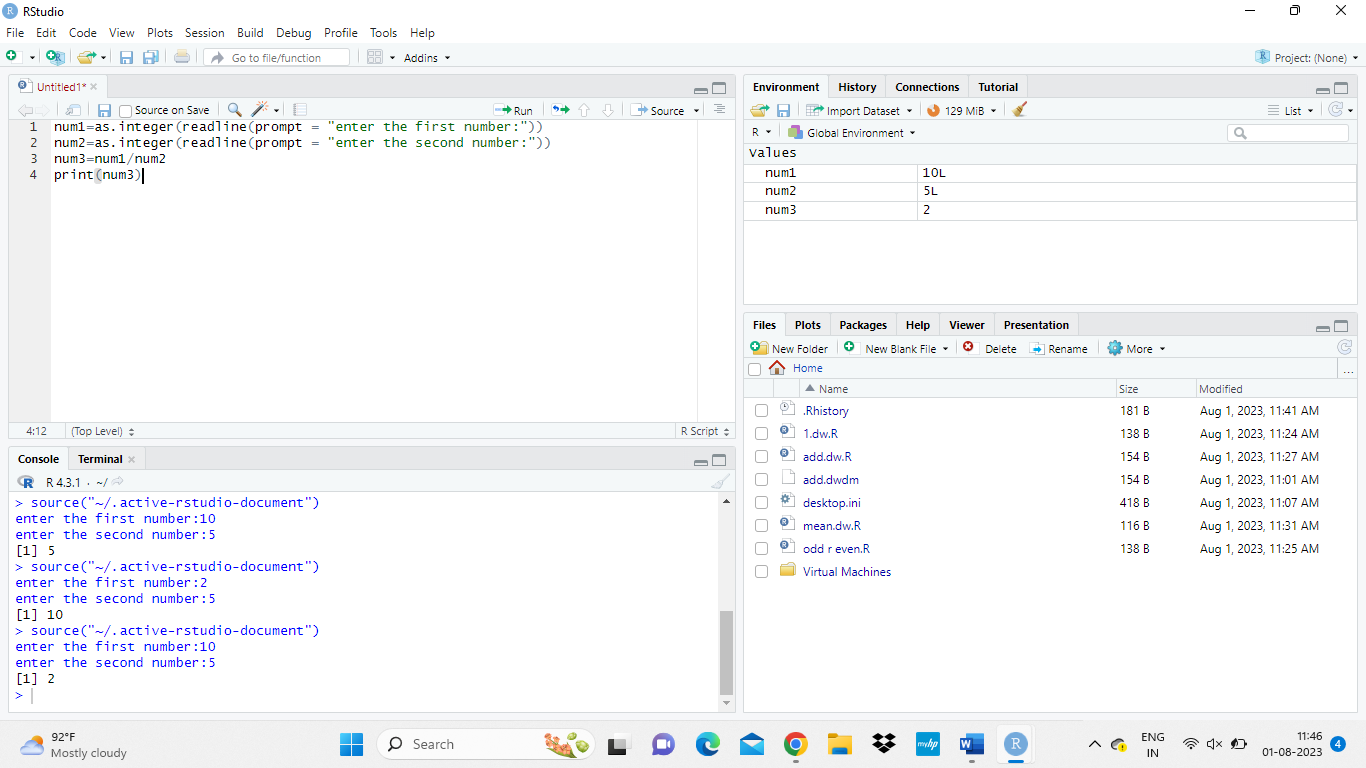 RStudio
File Edit Code View Plots Session Build Debug Profile Tools Help
Go to file/function Addins Project: (None)
Untitled1*
Source on Save Run Source
1 num1=as.integer(readline(prompt = "enter the first number:"))
2 num2=as.integer(readline(prompt = "enter the second number:"))
3 num3=num1/num2
4 print(num3)
4:12 (Top Level) R Script
Console Terminal
R 4.3.1 · ~/
> source("~/.active-rstudio-document")
enter the first number:10
enter the second number:5
[1] 5
> source("~/.active-rstudio-document")
enter the first number:2
enter the second number:5
[1] 10
> source("~/.active-rstudio-document")
enter the first number:10
enter the second number:5
[1] 2
>
Environment History Connections Tutorial
Import Dataset 129 MiB List
R Global Environment
Values
num1 10L
num2 5L
num3 2
Files Plots Packages Help Viewer Presentation
New Folder New Blank File Delete Rename More
Home ...
Name Size Modified
.Rhistory 181 B Aug 1, 2023, 11:41 AM
1.dw.R 138 B Aug 1, 2023, 11:24 AM
add.dw.R 154 B Aug 1, 2023, 11:27 AM
add.dwdm 154 B Aug 1, 2023, 11:01 AM
desktop.ini 418 B Aug 1, 2023, 11:07 AM
mean.dw.R 116 B Aug 1, 2023, 11:31 AM
odd r even.R 138 B Aug 1, 2023, 11:25 AM
Virtual Machines
92°F
Mostly cloudy
Search
myhp
W
R
ENG
IN
11:46
01-08-2023
4